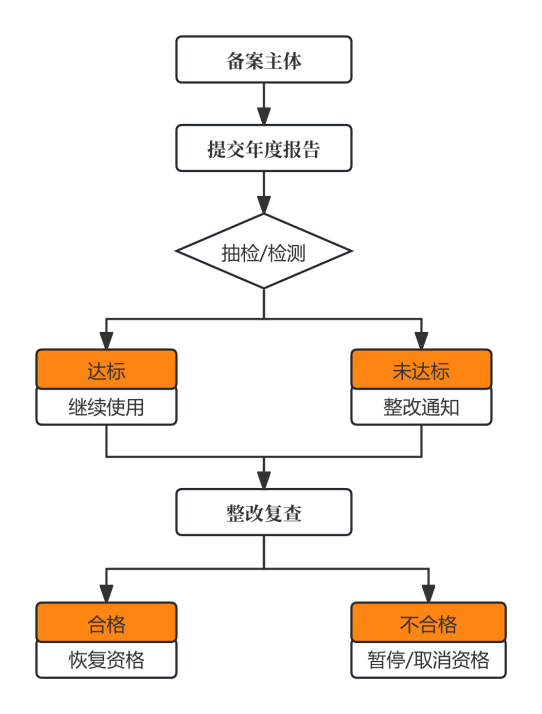 备案主体
提交年度报告
抽检/检测
达标
未达标
继续使用
整改通知
整改复查
合格
不合格
恢复资格
暂停/取消资格